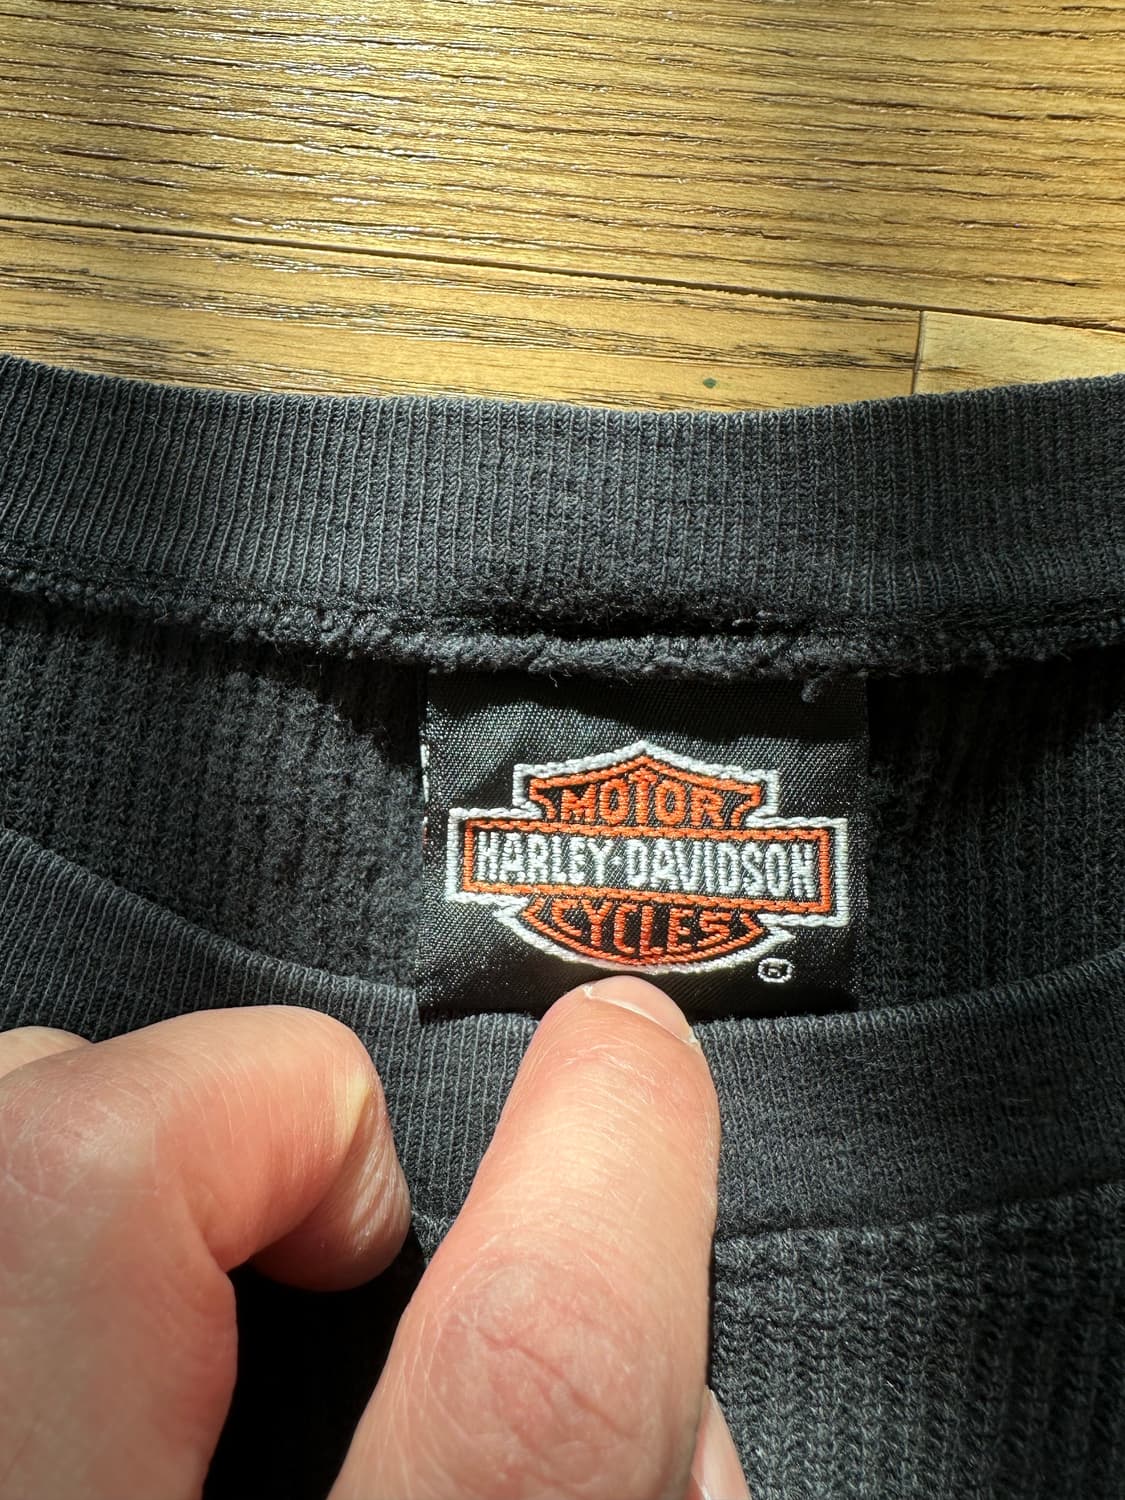 MOTOR
HARLEY-DAVIDSON
CYCLES
®